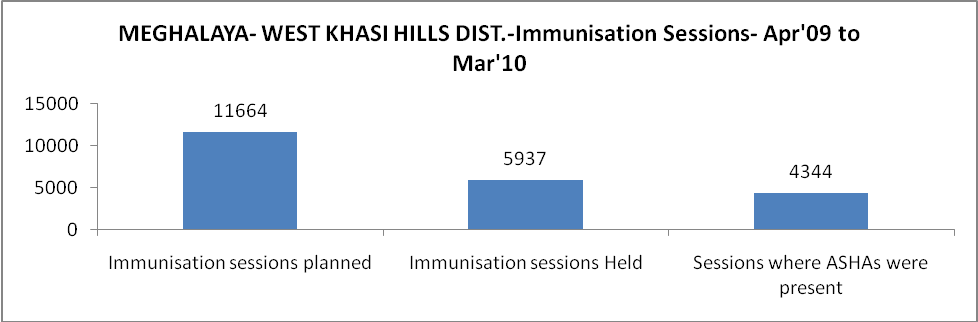 MEGHALAYA- WEST KHASI HILLS DIST.-Immunisation Sessions- Apr'09 to
Mar'10
15000
10000
5000
0
11664
5937
4344
Immunisation sessions planned
Immunisation sessions Held
Sessions where ASHAs were
present